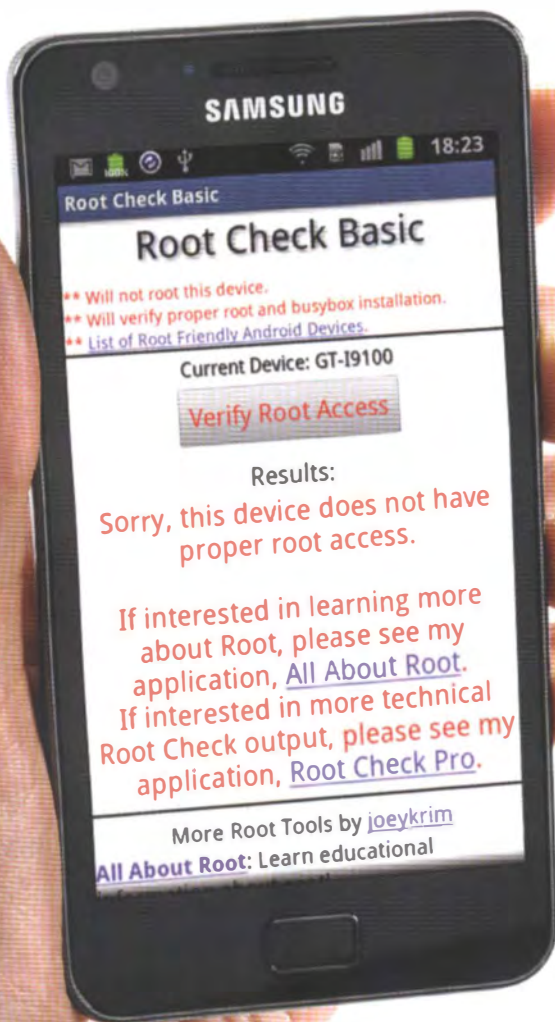 SAMSUNG
100%
18:23
Root Check Basic
Root Check Basic
** Will not root this device.
** Will verify proper root and busybox installation.
** List of Root Friendly Android Devices.
Current Device: GT-I9100
Verify Root Access
Results:
Sorry, this device does not have
proper root access.
If interested in learning more
about Root, please see my
application, All About Root.
If interested in more technical
Root Check output, please see my
application, Root Check Pro.
More Root Tools by joeykrim
All About Root: Learn educational